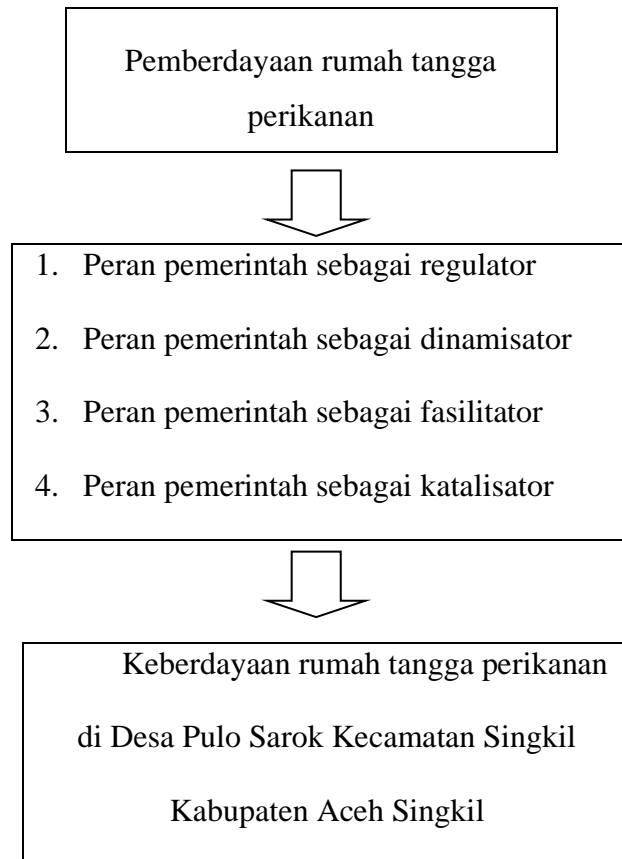 Pemberdayaan rumah tangga
perikanan
1. Peran pemerintah sebagai regulator
2. Peran pemerintah sebagai dinamisator
3. Peran pemerintah sebagai fasilitator
4. Peran pemerintah sebagai katalisator
Keberdayaan rumah tangga perikanan
di Desa Pulo Sarok Kecamatan Singkil
Kabupaten Aceh Singkil